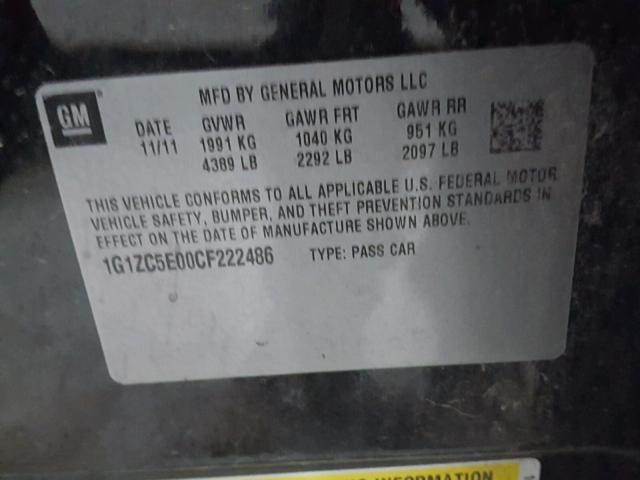 GM
MFD BY GENERAL MOTORS LLC
DATE GVWR GAWR FRT GAWR RR
11/11 1991 KG 1040 KG 951 KG
4389 LB 2292 LB 2097 LB
THIS VEHICLE CONFORMS TO ALL APPLICABLE U.S. FEDERAL MOTOR
VEHICLE SAFETY, BUMPER, AND THEFT PREVENTION STANDARDS IN
EFFECT ON THE DATE OF MANUFACTURE SHOWN ABOVE.
1G1ZC5E00CF222486 TYPE: PASS CAR
INFORMATION